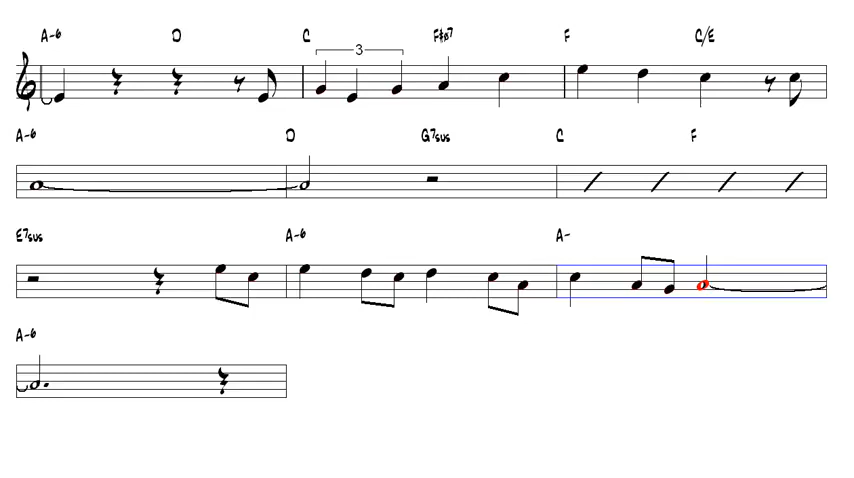 A-6 D C F#ø7 F C/E
3
A-6 D G7sus C F
E7sus A-6 A-
A-6